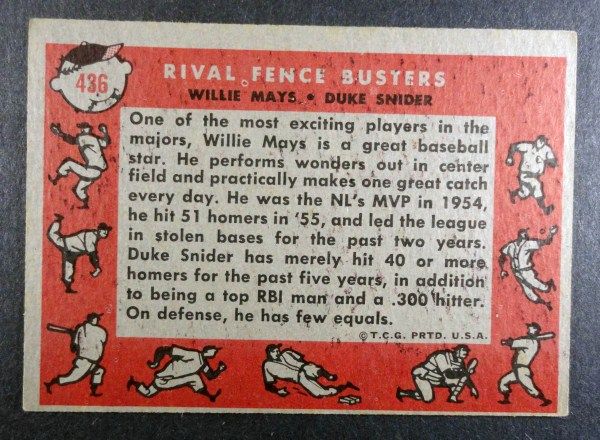 436
RIVAL FENCE BUSTERS
WILLIE MAYS • DUKE SNIDER
One of the most exciting players in the
majors, Willie Mays is a great baseball
star. He performs wonders out in center
field and practically makes one great catch
every day. He was the NL's MVP in 1954,
he hit 51 homers in '55, and led the league
in stolen bases for the past two years.
Duke Snider has merely hit 40 or more
homers for the past five years, in addition
to being a top RBI man and a .300 hitter.
On defense, he has few equals.
© T.C.G. PRTD. U.S.A.